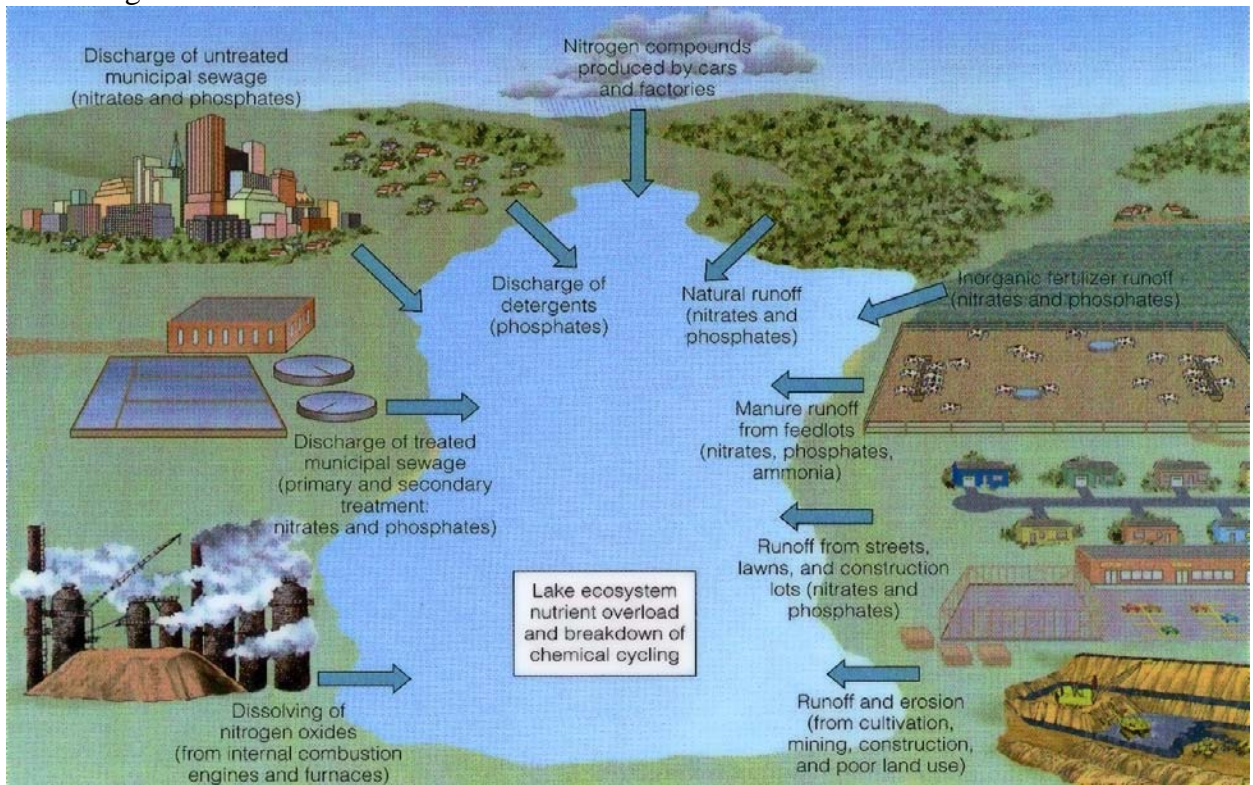 Discharge of untreated
municipal sewage
(nitrates and phosphates)
Nitrogen compounds
produced by cars
and factories
Discharge of
detergents
(phosphates)
Natural runoff
(nitrates and
phosphates)
Inorganic fertilizer runoff
(nitrates and phosphates)
Manure runoff
from feedlots
(nitrates, phosphates,
ammonia)
Discharge of treated
municipal sewage
(primary and secondary
treatment:
nitrates and phosphates)
Runoff from streets,
lawns, and construction
lots (nitrates and
phosphates)
Lake ecosystem
nutrient overload
and breakdown of
chemical cycling
Dissolving of
nitrogen oxides
(from internal combustion
engines and furnaces)
Runoff and erosion
(from cultivation,
mining, construction,
and poor land use)